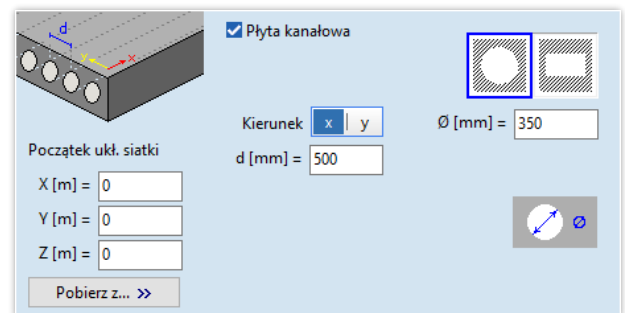 d
y
x
Płyta kanałowa
Kierunek x y
Ø [mm] = 350
d [mm] = 500
Początek ukł. siatki
X [m] = 0
Y [m] = 0
Z [m] = 0
Pobierz z... »
Ø